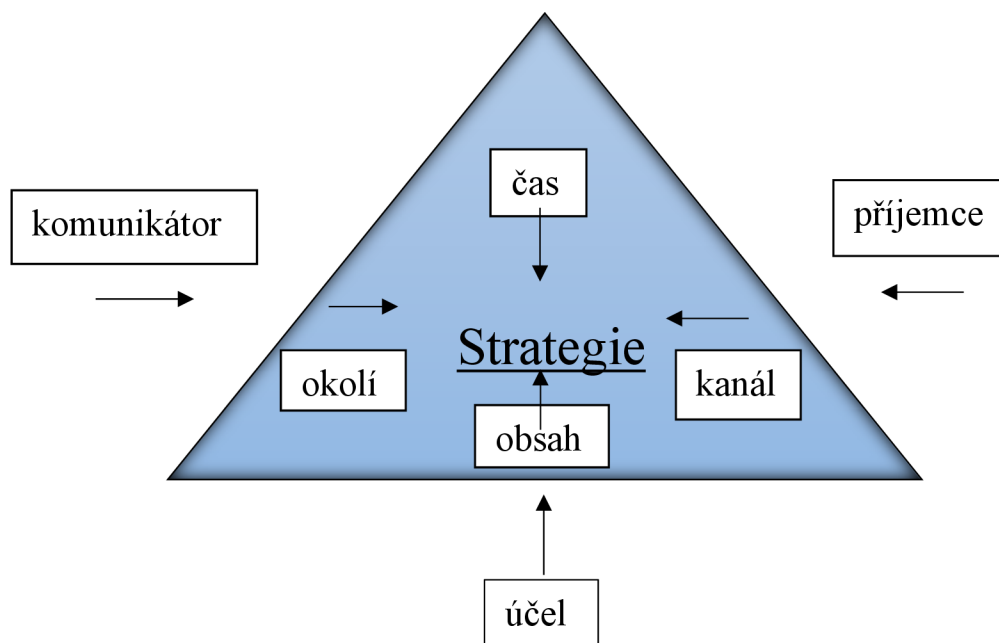 čas
komunikátor
příjemce
Strategie
okolí
kanál
obsah
účel